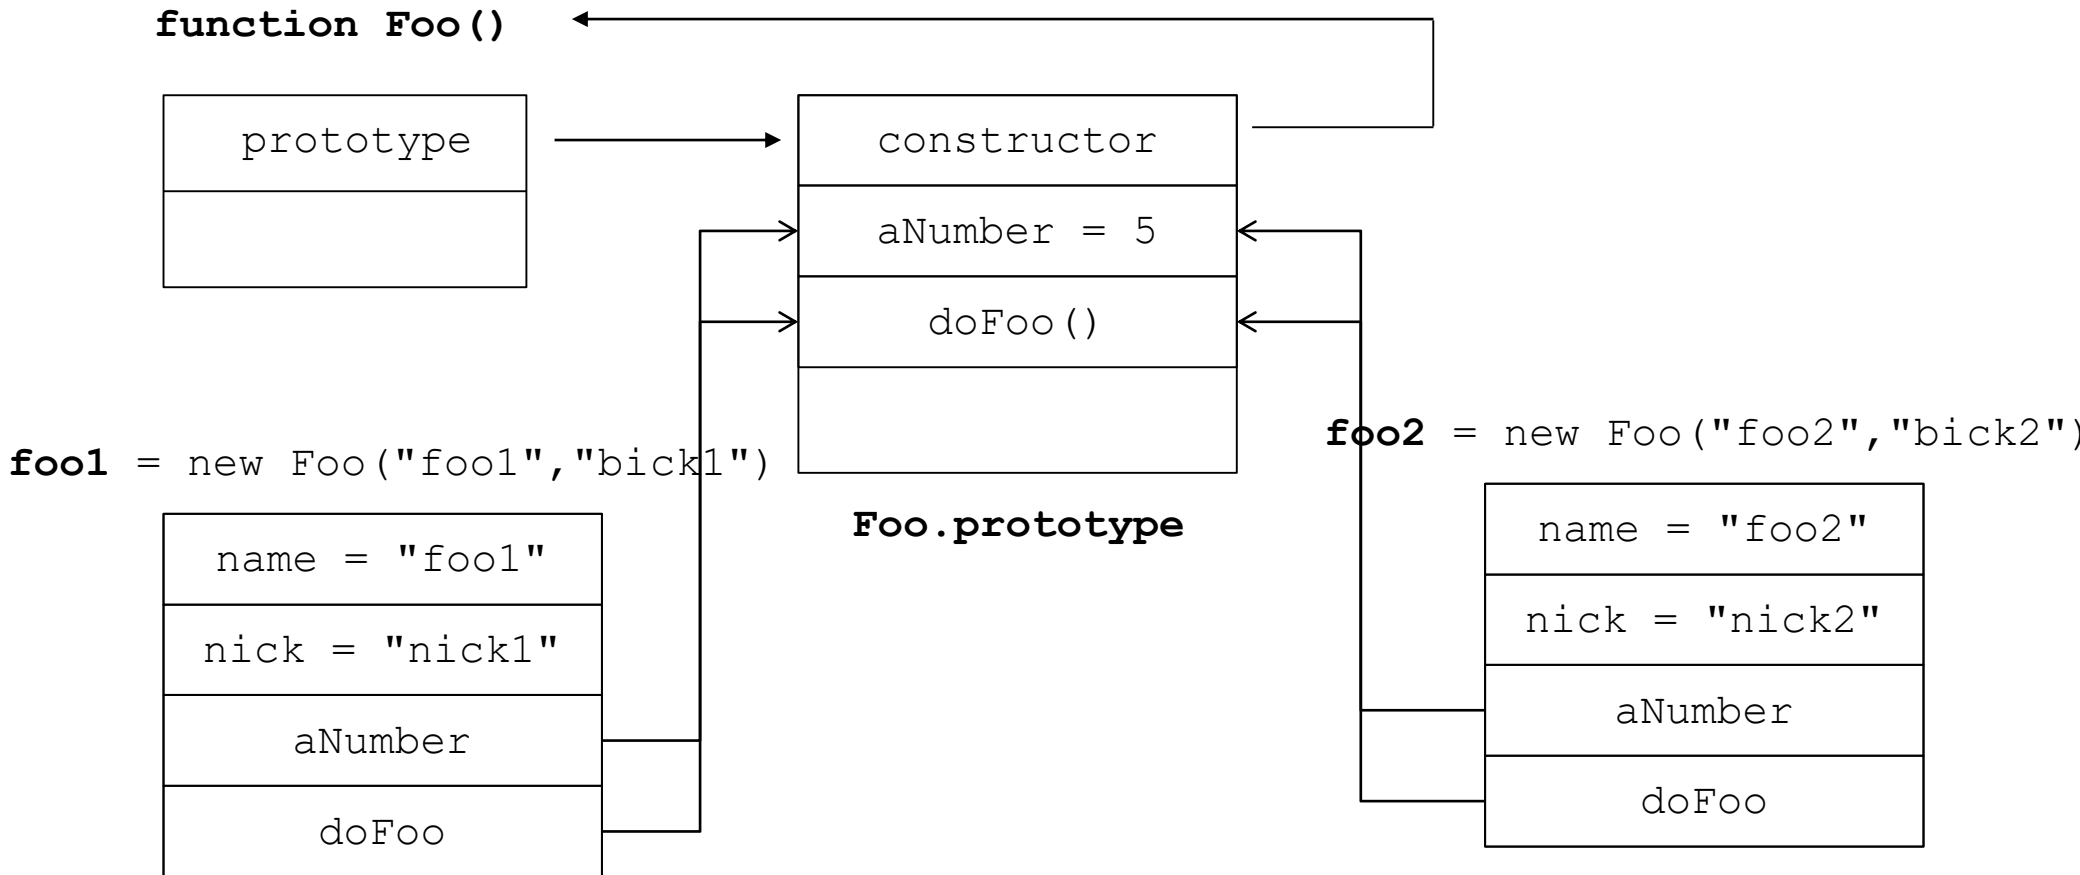 function Foo()
prototype
constructor
aNumber = 5
doFoo()
Foo.prototype
foo1 = new Foo("foo1","bick1")
name = "foo1"
nick = "nick1"
aNumber
doFoo
foo2 = new Foo("foo2","bick2")
name = "foo2"
nick = "nick2"
aNumber
doFoo